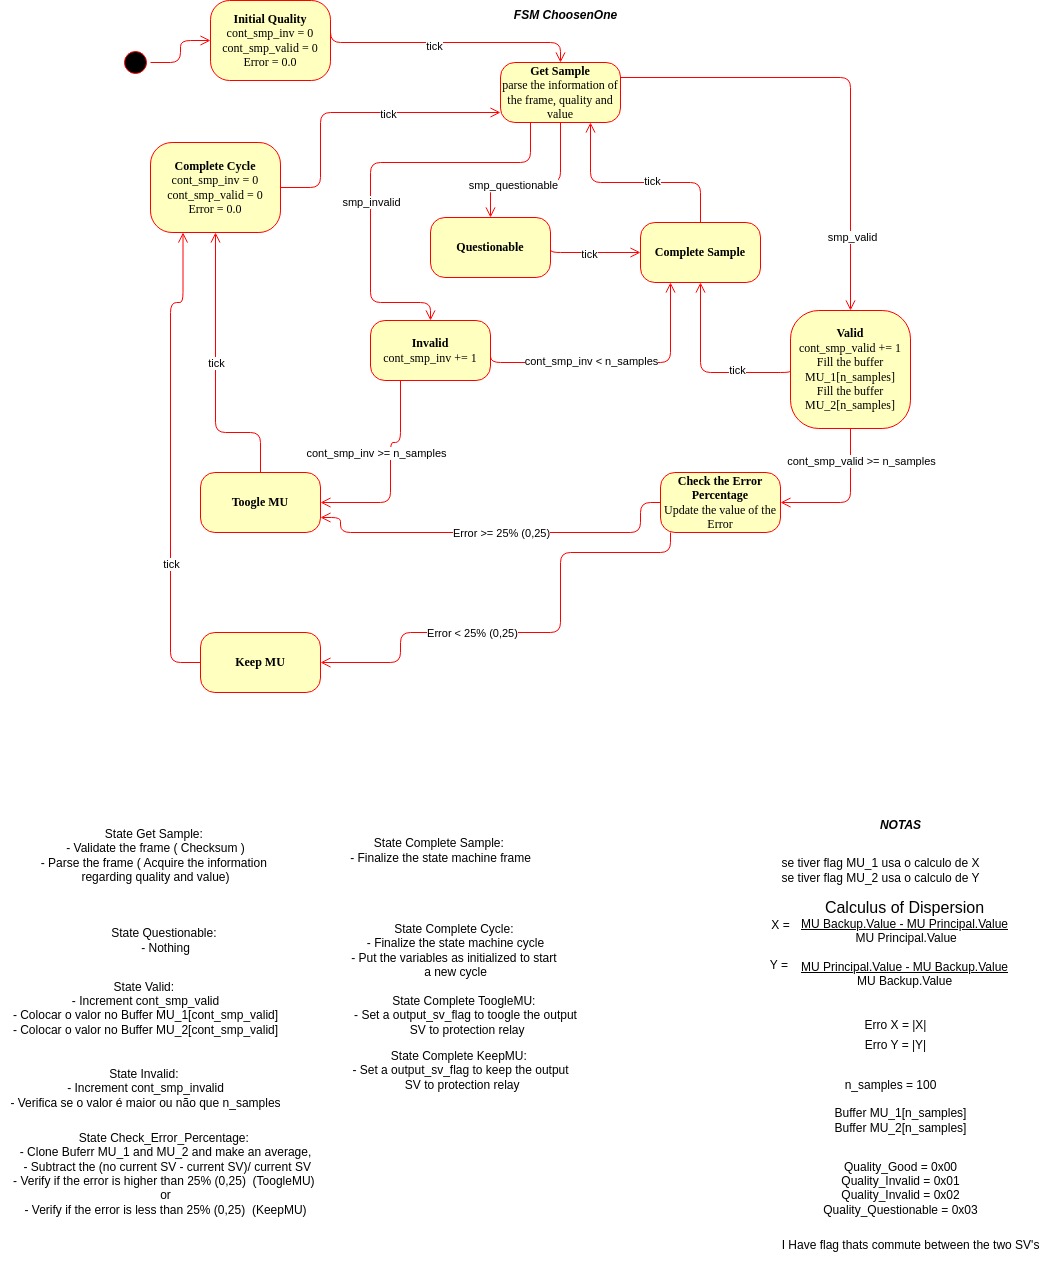 FSM ChoosenOne
Initial Quality
cont_smp_inv = 0
cont_smp_valid = 0
Error = 0.0
tick
Get Sample
parse the information of
the frame, quality and
value
tick
Complete Cycle
cont_smp_inv = 0
cont_smp_valid = 0
Error = 0.0
smp_invalid
smp_questionable
tick
smp_valid
Questionable
tick
Complete Sample
Invalid
cont_smp_inv += 1
cont_smp_inv < n_samples
tick
Valid
cont_smp_valid += 1
Fill the buffer
MU_1[n_samples]
Fill the buffer
MU_2[n_samples]
tick
cont_smp_inv >= n_samples
cont_smp_valid >= n_samples
Toogle MU
Check the Error
Percentage
Update the value of the
Error
Error >= 25% (0,25)
tick
Error < 25% (0,25)
Keep MU
State Get Sample:
- Validate the frame ( Checksum )
- Parse the frame ( Acquire the information
regarding quality and value)
State Questionable:
- Nothing
State Valid:
- Increment cont_smp_valid
- Colocar o valor no Buffer MU_1[cont_smp_valid]
- Colocar o valor no Buffer MU_2[cont_smp_valid]
State Invalid:
- Increment cont_smp_invalid
- Verifica se o valor é maior ou não que n_samples
State Check_Error_Percentage:
- Clone Buferr MU_1 and MU_2 and make an average,
- Subtract the (no current SV - current SV)/ current SV
- Verify if the error is higher than 25% (0,25) (ToogleMU)
or
- Verify if the error is less than 25% (0,25) (KeepMU)
State Complete Sample:
- Finalize the state machine frame
State Complete Cycle:
- Finalize the state machine cycle
- Put the variables as initialized to start
a new cycle
State Complete ToogleMU:
- Set a output_sv_flag to toogle the output
SV to protection relay
State Complete KeepMU:
- Set a output_sv_flag to keep the output
SV to protection relay
NOTAS
se tiver flag MU_1 usa o calculo de X
se tiver flag MU_2 usa o calculo de Y
Calculus of Dispersion
X = MU Backup.Value - MU Principal.Value
MU Principal.Value
Y = MU Principal.Value - MU Backup.Value
MU Backup.Value
Erro X = |X|
Erro Y = |Y|
n_samples = 100
Buffer MU_1[n_samples]
Buffer MU_2[n_samples]
Quality_Good = 0x00
Quality_Invalid = 0x01
Quality_Invalid = 0x02
Quality_Questionable = 0x03
I Have flag thats commute between the two SV's